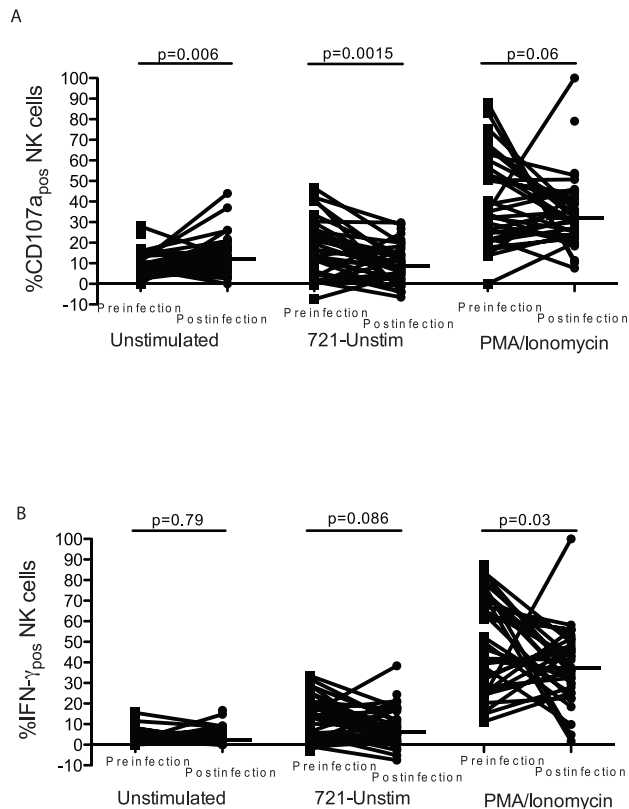 A
p=0.006 p=0.0015 p=0.06
100
90
80
70
60
50
40
30
20
10
0
-10
%CD107apos NK cells
Preinfection Postinfection Preinfection Postinfection Preinfection Postinfection
Unstimulated 721-Unstim PMA/Ionomycin
B
p=0.79 p=0.086 p=0.03
100
90
80
70
60
50
40
30
20
10
0
-10
%IFN-γpos NK cells
Preinfection Postinfection Preinfection Postinfection Preinfection Postinfection
Unstimulated 721-Unstim PMA/Ionomycin